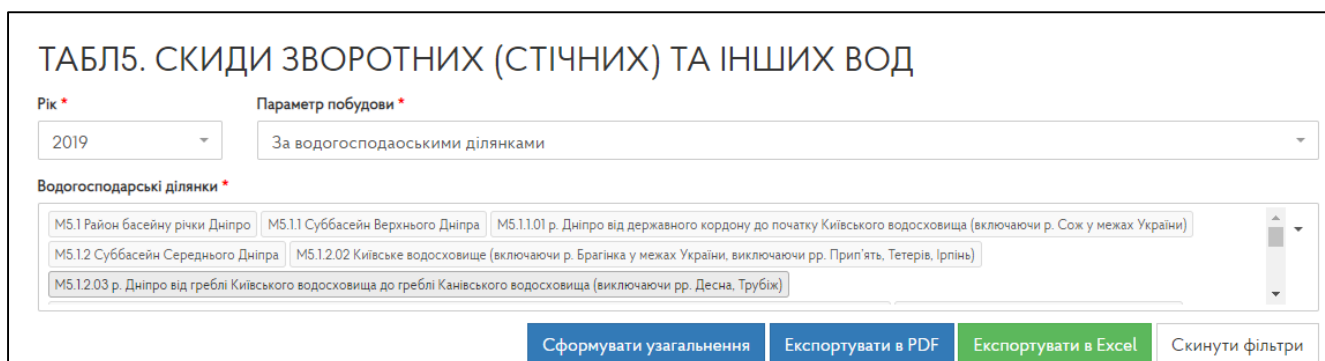 ТАБЛ5. СКИДИ ЗВОРОТНИХ (СТІЧНИХ) ТА ІНШИХ ВОД
Рік * Параметр побудови *
2019 За водогосподаоськими ділянками
Водогосподарські ділянки *
М5.1 Район басейну річки Дніпро М5.1.1 Суббасейн Верхнього Дніпра М5.1.1.01 р. Дніпро від державного кордону до початку Київського водосховища (включаючи р. Сож у межах України)
М5.1.2 Суббасейн Середнього Дніпра М5.1.2.02 Київське водосховище (включаючи р. Брагінка у межах України, виключаючи рр. Прип'ять, Тетерів, Ірпінь)
М5.1.2.03 р. Дніпро від греблі Київського водосховища до греблі Канівського водосховища (виключаючи рр. Десна, Трубіж)
Сформувати узагальнення Експортувати в PDF Експортувати в Excel Скинути фільтри